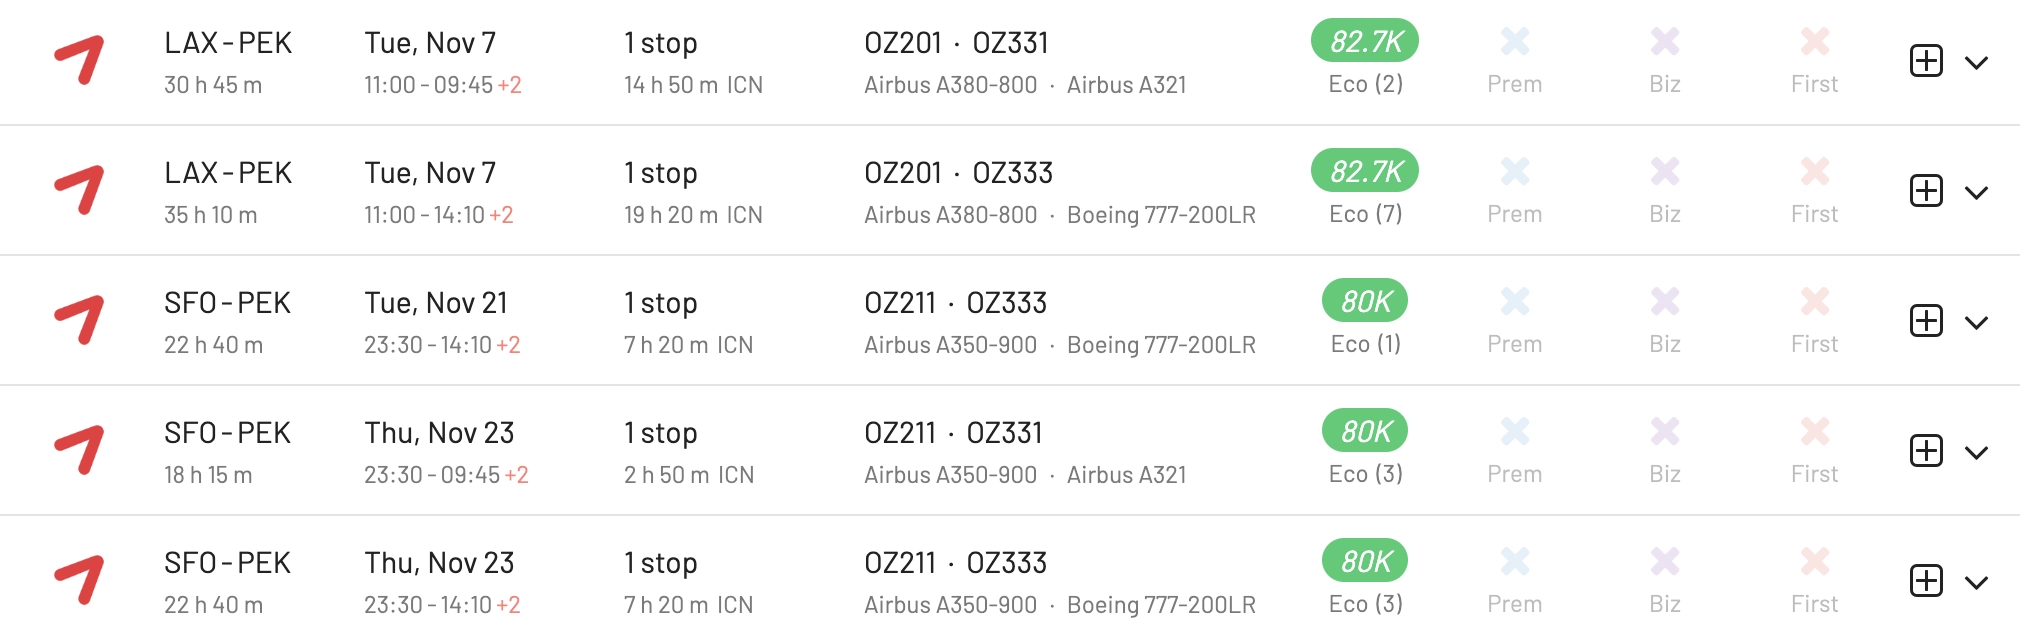 LAX - PEK Tue, Nov 7 1 stop OZ201 · OZ331 82.7K
30 h 45 m 11:00 - 09:45 +2 14 h 50 m ICN Airbus A380-800 · Airbus A321 Eco (2) Prem Biz First
LAX - PEK Tue, Nov 7 1 stop OZ201 · OZ333 82.7K
35 h 10 m 11:00 - 14:10 +2 19 h 20 m ICN Airbus A380-800 · Boeing 777-200LR Eco (7) Prem Biz First
SFO - PEK Tue, Nov 21 1 stop OZ211 · OZ333 80K
22 h 40 m 23:30 - 14:10 +2 7 h 20 m ICN Airbus A350-900 · Boeing 777-200LR Eco (1) Prem Biz First
SFO - PEK Thu, Nov 23 1 stop OZ211 · OZ331 80K
18 h 15 m 23:30 - 09:45 +2 2 h 50 m ICN Airbus A350-900 · Airbus A321 Eco (3) Prem Biz First
SFO - PEK Thu, Nov 23 1 stop OZ211 · OZ333 80K
22 h 40 m 23:30 - 14:10 +2 7 h 20 m ICN Airbus A350-900 · Boeing 777-200LR Eco (3) Prem Biz First